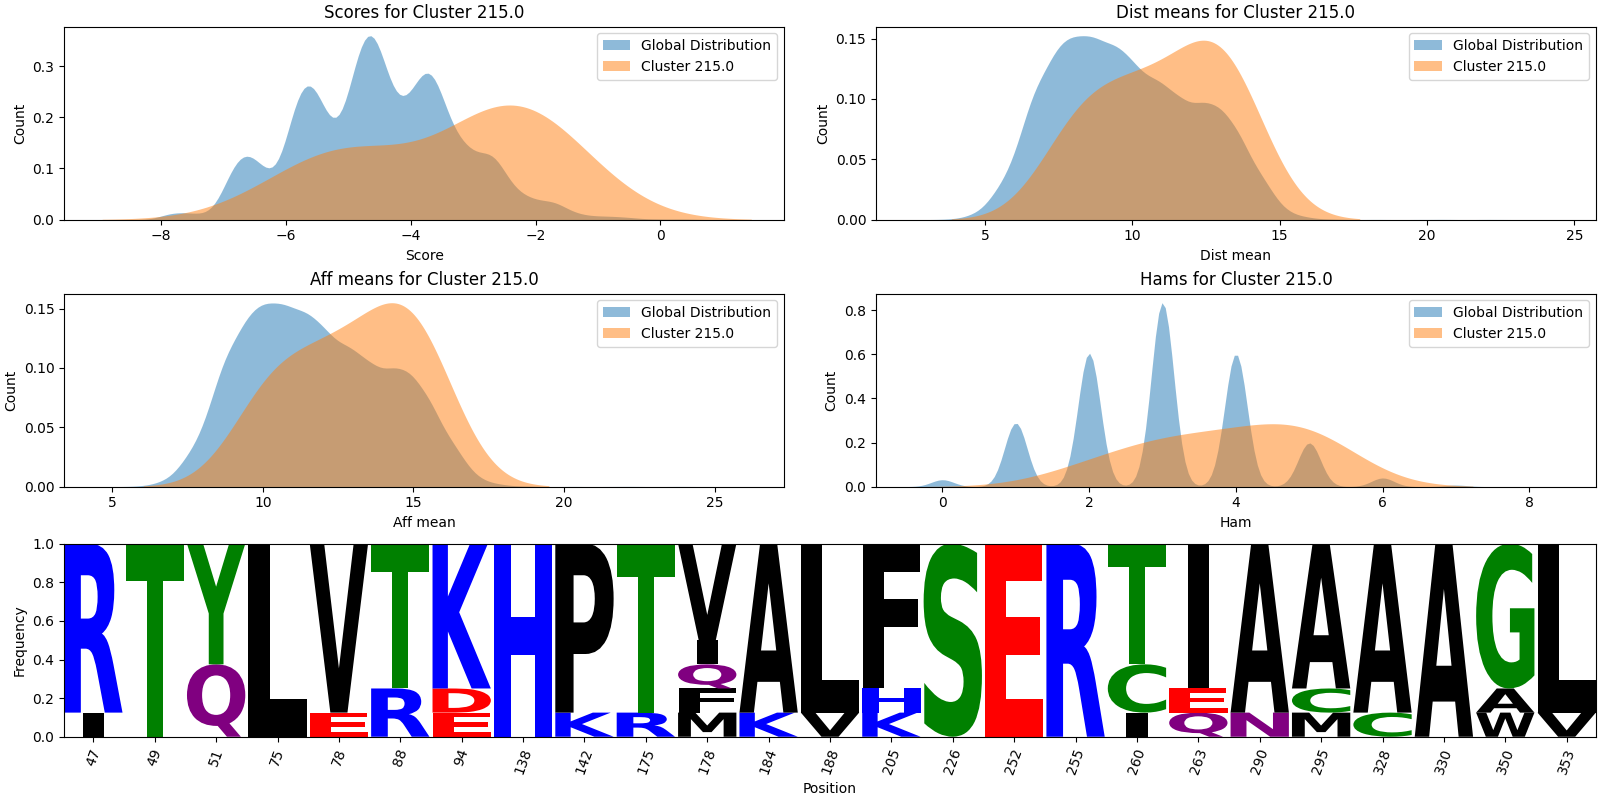 Scores for Cluster 215.0
Global Distribution
Cluster 215.0
Count
0.3
0.2
0.1
0.0
−8 −6 −4 −2 0
Score
Dist means for Cluster 215.0
Global Distribution
Cluster 215.0
Count
0.15
0.10
0.05
0.00
5 10 15 20 25
Dist mean
Aff means for Cluster 215.0
Global Distribution
Cluster 215.0
Count
0.15
0.10
0.05
0.00
5 10 15 20 25
Aff mean
Hams for Cluster 215.0
Global Distribution
Cluster 215.0
Count
0.8
0.6
0.4
0.2
0.0
0 2 4 6 8
Ham
Frequency
1.0
0.8
0.6
0.4
0.2
0.0
R T Y L V T K H P T V A L F S E R T I A A A A G L
I Q E R D E K R I Q F M K V H K C I E Q N C M C A W V
47 49 51 75 78 88 94 138 142 175 178 184 188 205 226 252 255 260 263 290 295 328 330 350 353
Position